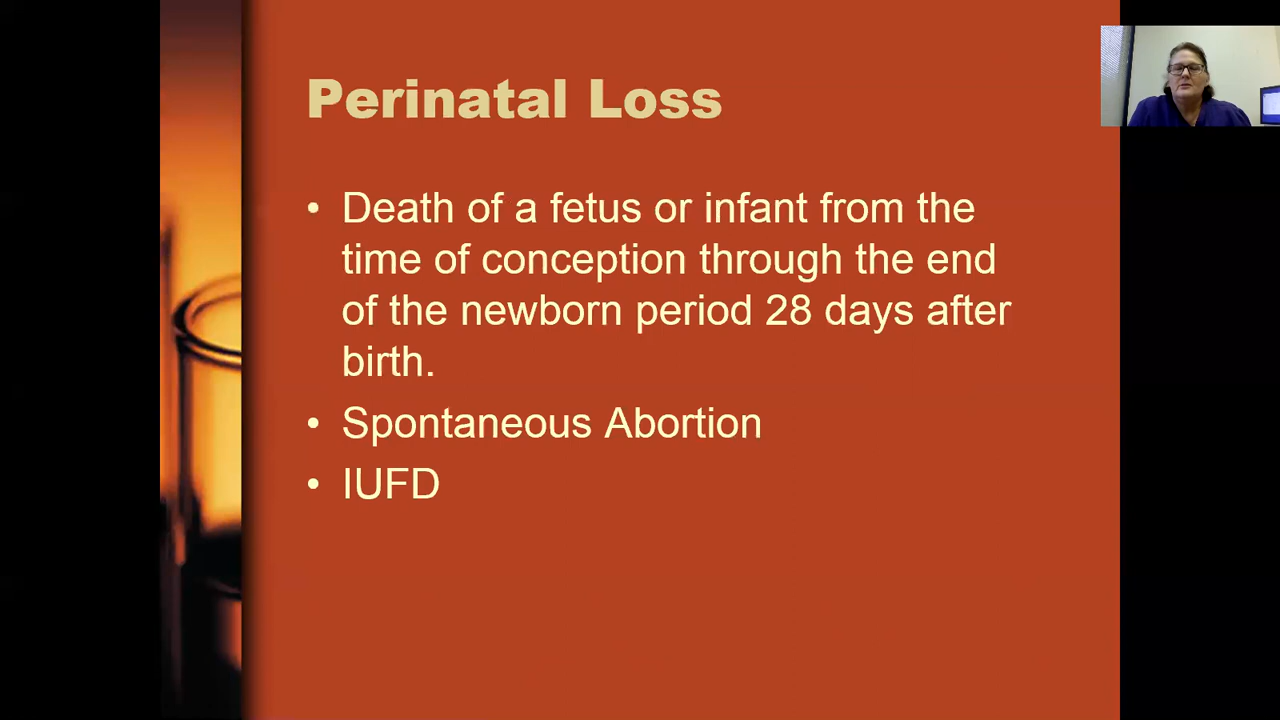 Perinatal Loss
• Death of a fetus or infant from the
time of conception through the end
of the newborn period 28 days after
birth.
• Spontaneous Abortion
• IUFD